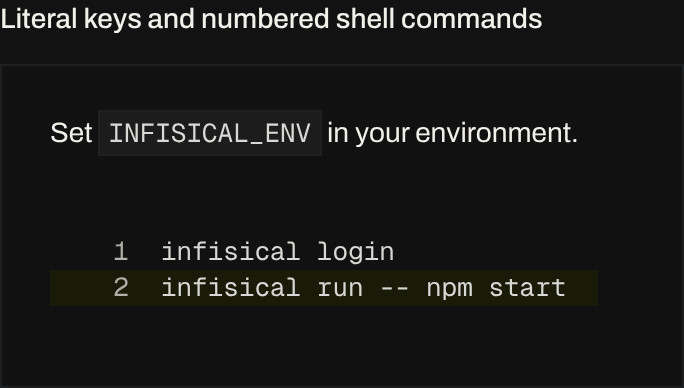 Literal keys and numbered shell commands
Set INFISICAL_ENV in your environment.
1 infisical login
2 infisical run -- npm start